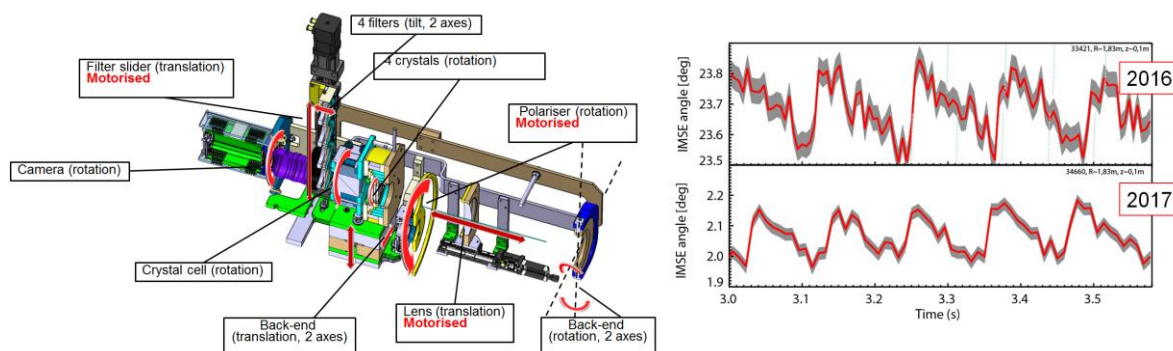 4 filters (tilt, 2 axes)
4 crystals (rotation)
Filter slider (translation)
Motorised
Polariser (rotation)
Motorised
Camera (rotation)
Crystal cell (rotation)
Back-end
(translation, 2 axes)
Lens (translation)
Motorised
Back-end
(rotation, 2 axes)
33421, R~1,83m, z~0,1m
2016
IMSE angle [deg]
23.8
23.7
23.6
23.5
34660, R~1,83m, z~0,1m
2017
IMSE angle [deg]
2.2
2.1
2.0
1.9
3.0 3.1 3.2 3.3 3.4 3.5
Time (s)